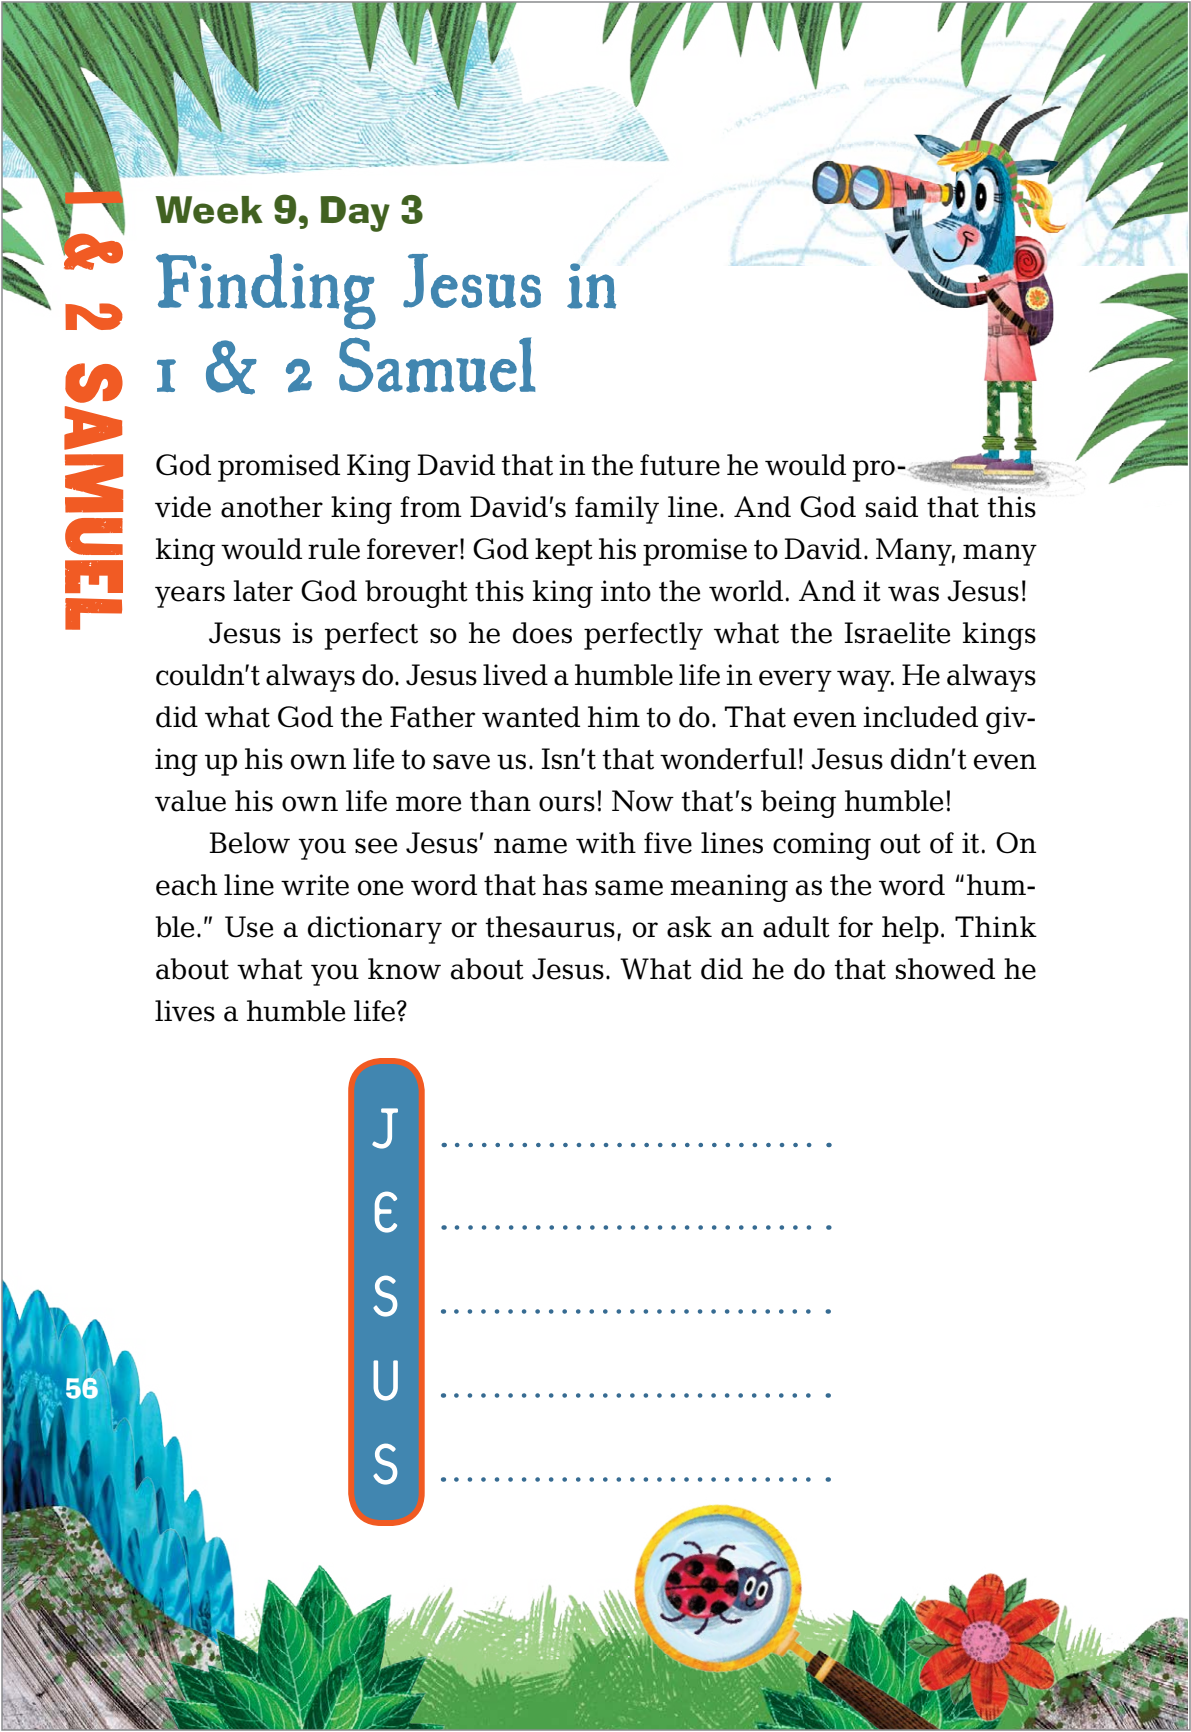 1 & 2 SAMUEL
Week 9, Day 3
Finding Jesus in
1 & 2 Samuel
God promised King David that in the future he would pro-
vide another king from David’s family line. And God said that this
king would rule forever! God kept his promise to David. Many, many
years later God brought this king into the world. And it was Jesus!
Jesus is perfect so he does perfectly what the Israelite kings
couldn’t always do. Jesus lived a humble life in every way. He always
did what God the Father wanted him to do. That even included giv-
ing up his own life to save us. Isn’t that wonderful! Jesus didn’t even
value his own life more than ours! Now that’s being humble!
Below you see Jesus’ name with five lines coming out of it. On
each line write one word that has same meaning as the word “hum-
ble.” Use a dictionary or thesaurus, or ask an adult for help. Think
about what you know about Jesus. What did he do that showed he
lives a humble life?
J
E
S
U
S
56